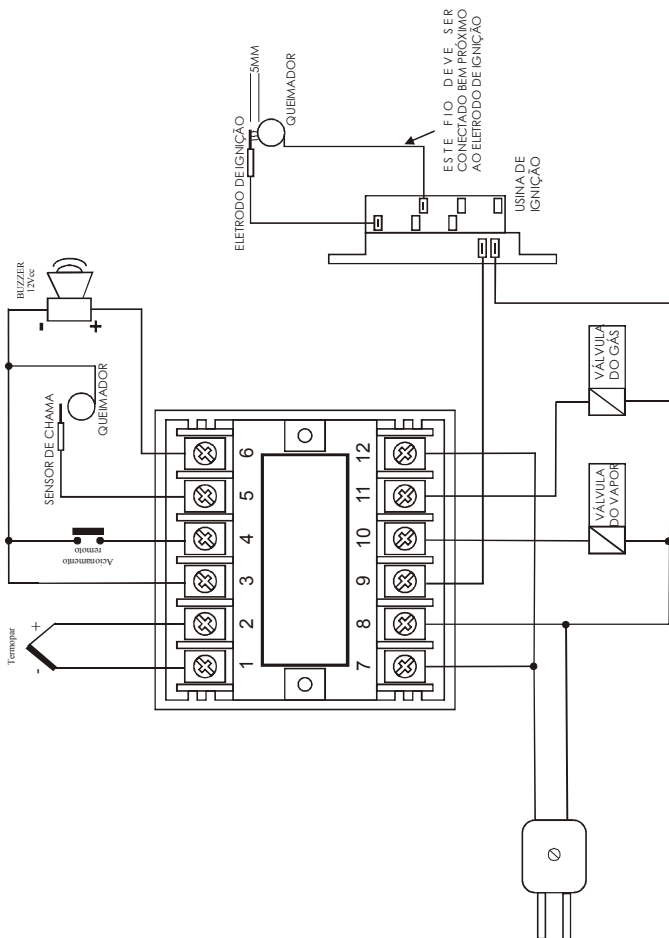 BUZZER
12Vcc
-
+
SENSOR DE CHAMA
QUEIMADOR
Acionamento
remoto
Termopar
+
-
ELETRODO DE IGNIÇÃO
5MM
QUEIMADOR
ESTE FIO DEVE SER
CONECTADO BEM PRÓXIMO
AO ELETRODO DE IGNIÇÃO
USINA DE
IGNIÇÃO
1
2
3
4
5
6
7
8
9
10
11
12
VÁLVULA
DO GÁS
VÁLVULA
DO VAPOR